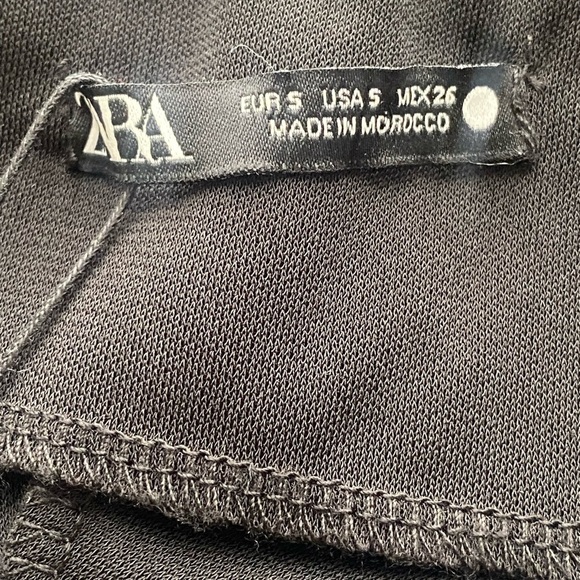 ZARA
EUR S USA S MEX 26
MADE IN MOROCCO